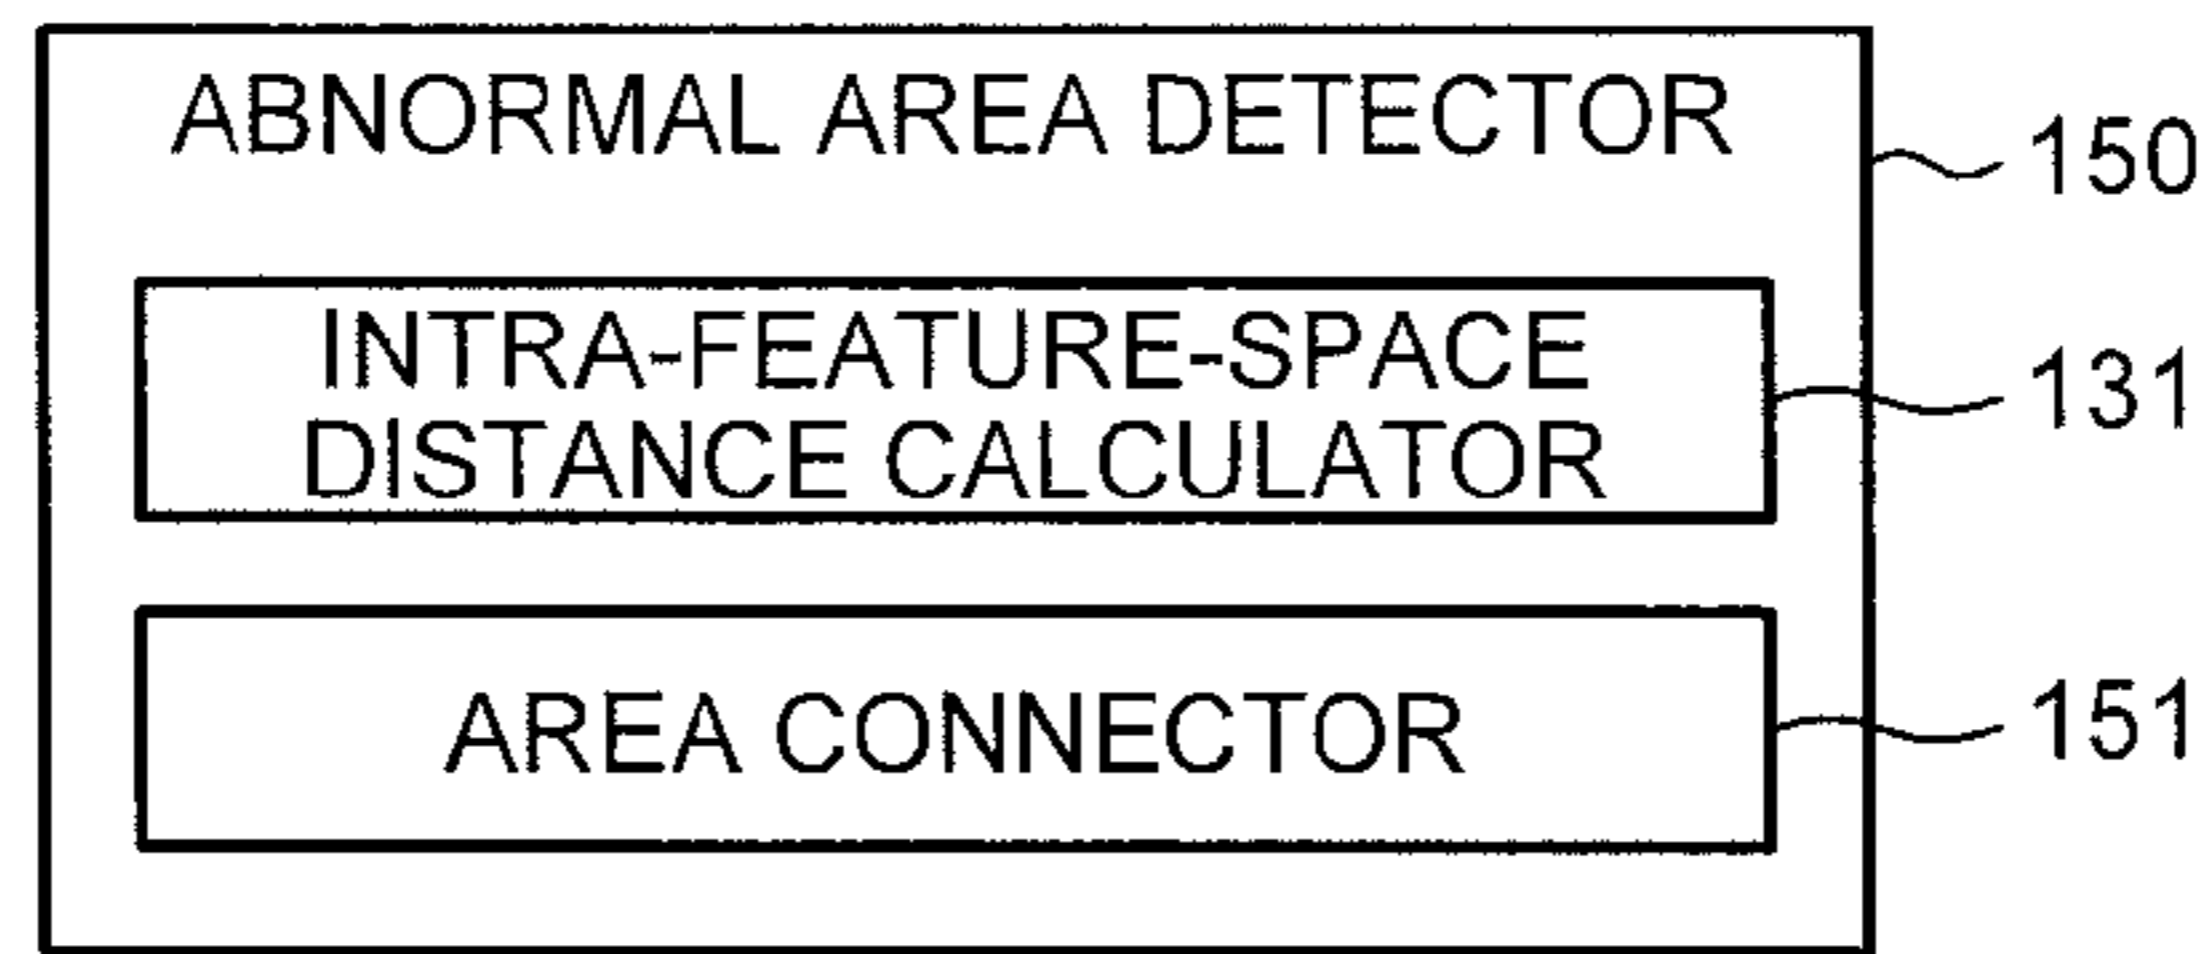 ABNORMAL AREA DETECTOR
150
INTRA-FEATURE-SPACE
DISTANCE CALCULATOR
131
AREA CONNECTOR
151